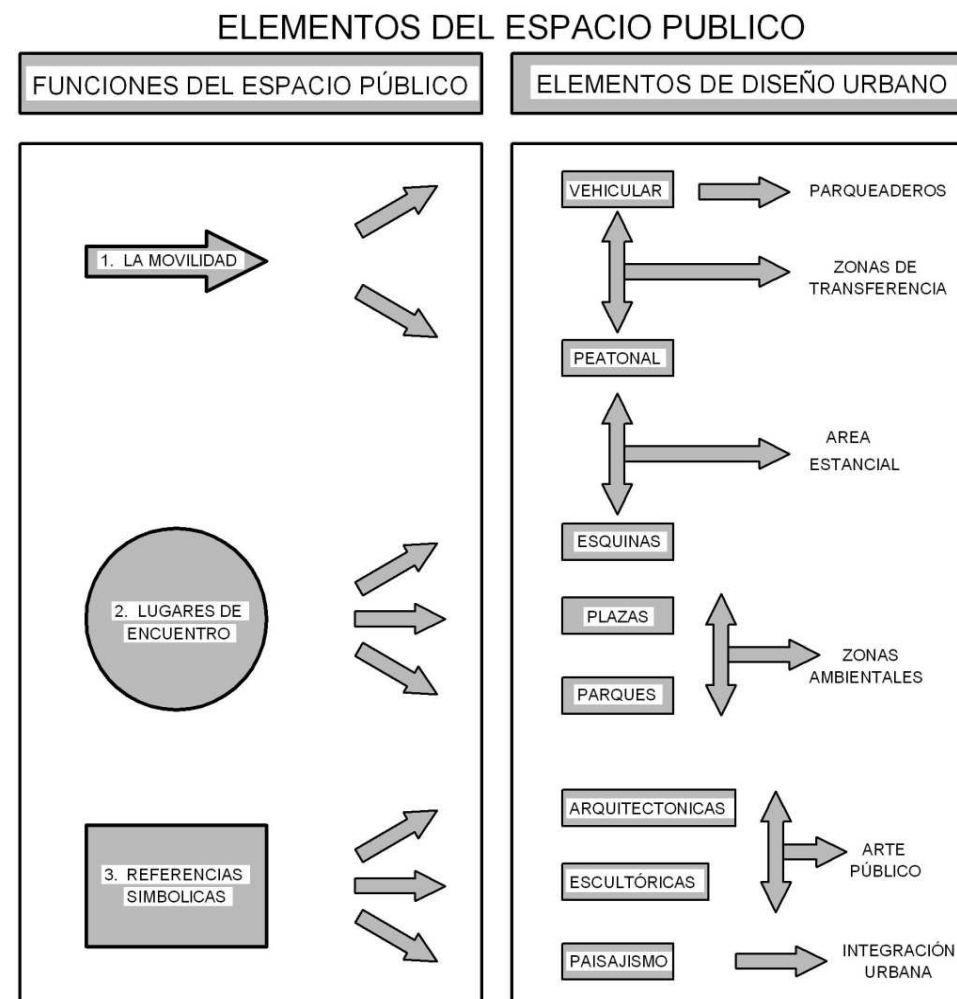 ELEMENTOS DEL ESPACIO PUBLICO
FUNCIONES DEL ESPACIO PÚBLICO
ELEMENTOS DE DISEÑO URBANO
1. LA MOVILIDAD
2. LUGARES DE
ENCUENTRO
3. REFERENCIAS
SIMBOLICAS
VEHICULAR
PARQUEADEROS
ZONAS DE
TRANSFERENCIA
PEATONAL
AREA
ESTANCIAL
ESQUINAS
PLAZAS
ZONAS
AMBIENTALES
PARQUES
ARQUITECTONICAS
ARTE
PÚBLICO
ESCULTÓRICAS
PAISAJISMO
INTEGRACIÓN
URBANA